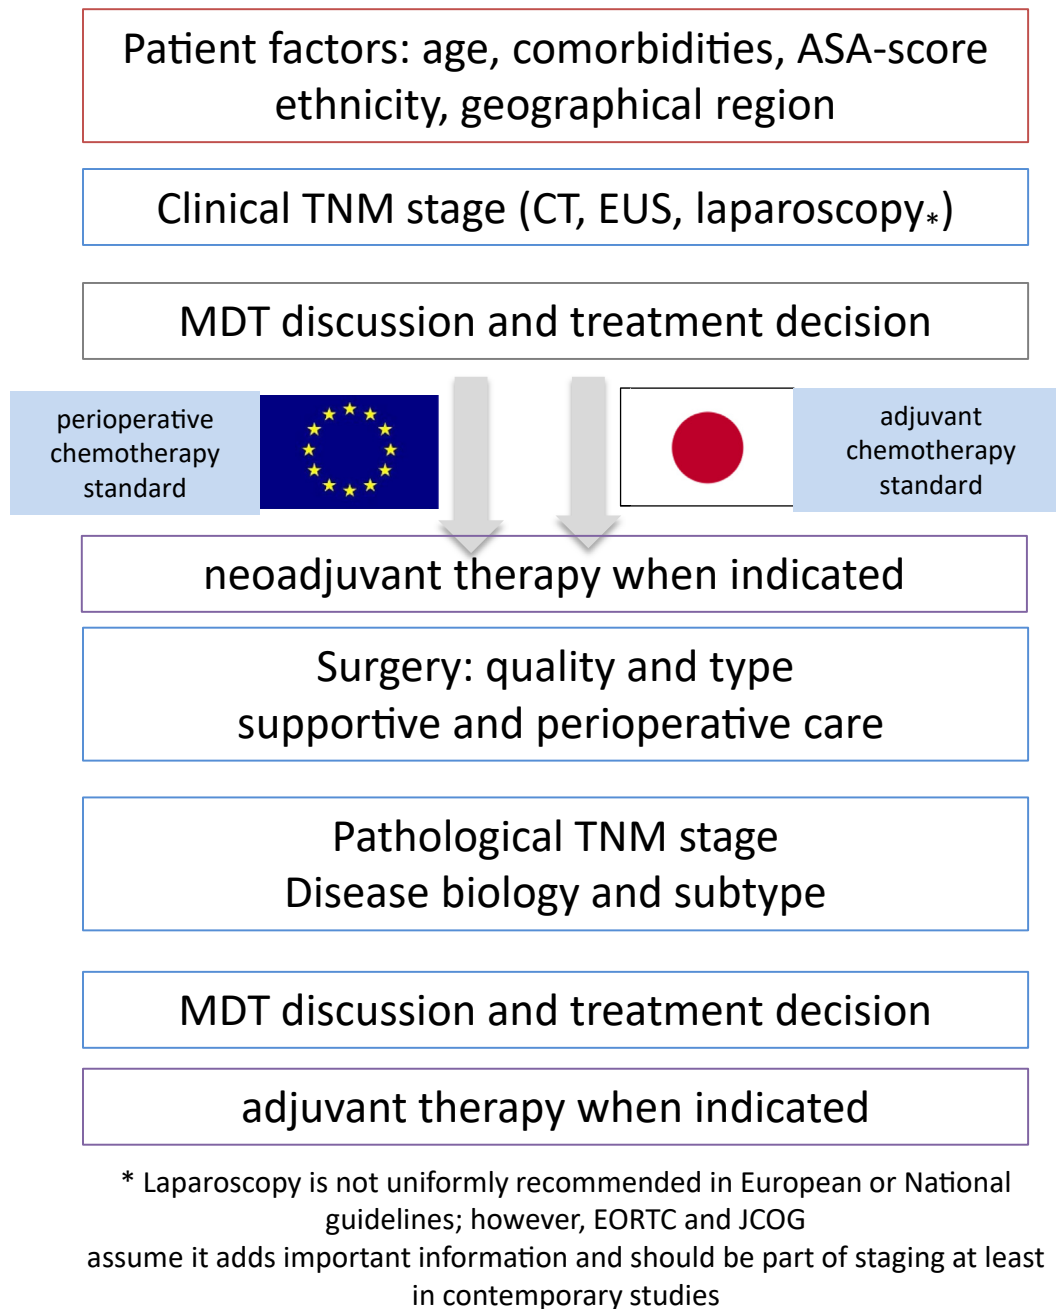 Patient factors: age, comorbidities, ASA-score
ethnicity, geographical region
Clinical TNM stage (CT, EUS, laparoscopy*)
MDT discussion and treatment decision
perioperative
chemotherapy
standard
adjuvant
chemotherapy
standard
neoadjuvant therapy when indicated
Surgery: quality and type
supportive and perioperative care
Pathological TNM stage
Disease biology and subtype
MDT discussion and treatment decision
adjuvant therapy when indicated
* Laparoscopy is not uniformly recommended in European or National
guidelines; however, EORTC and JCOG
assume it adds important information and should be part of staging at least
in contemporary studies